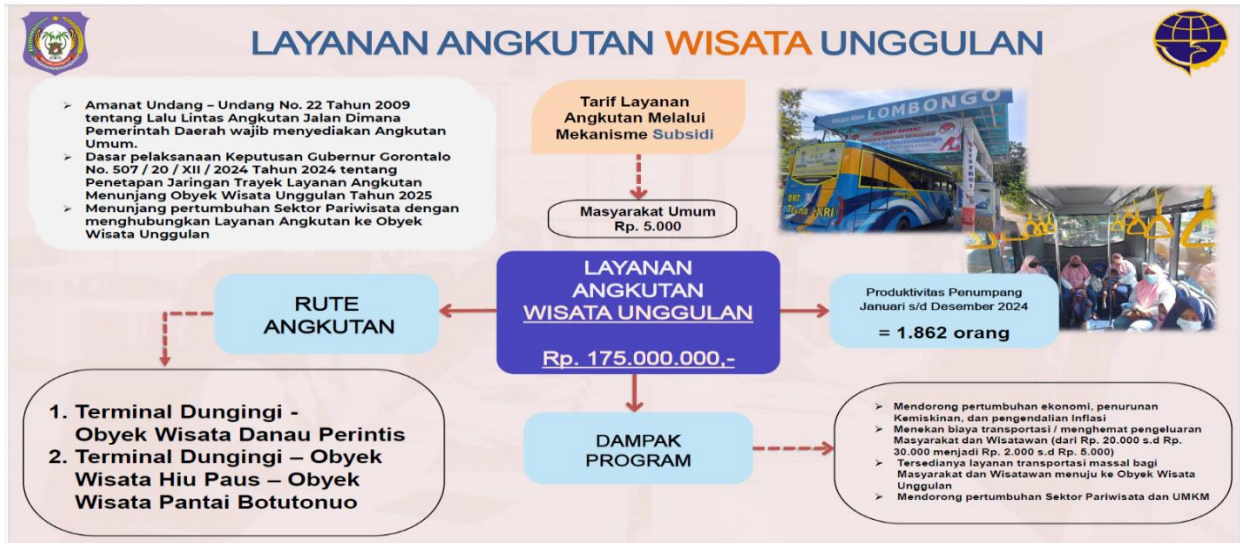 LAYANAN ANGKUTAN WISATA UNGGULAN
➢ Amanat Undang – Undang No. 22 Tahun 2009
tentang Lalu Lintas Angkutan Jalan Dimana
Pemerintah Daerah wajib menyediakan Angkutan
Umum.
➢ Dasar pelaksanaan Keputusan Gubernur Gorontalo
No. 507 / 20 / XII / 2024 Tahun 2024 tentang
Penetapan Jaringan Trayek Layanan Angkutan
Menunjang Obyek Wisata Unggulan Tahun 2025
➢ Menunjang pertumbuhan Sektor Pariwisata dengan
menghubungkan Layanan Angkutan ke Obyek
Wisata Unggulan
Tarif Layanan
Angkutan Melalui
Mekanisme Subsidi
Masyarakat Umum
Rp. 5.000
LOMBONGO
LAYANAN
ANGKUTAN
WISATA UNGGULAN
Rp. 175.000.000,-
RUTE
ANGKUTAN
Produktivitas Penumpang
Januari s/d Desember 2024
= 1.862 orang
1. Terminal Dungingi -
Obyek Wisata Danau Perintis
2. Terminal Dungingi – Obyek
Wisata Hiu Paus – Obyek
Wisata Pantai Botutonuo
DAMPAK
PROGRAM
➢ Mendorong pertumbuhan ekonomi, penurunan
Kemiskinan, dan pengendalian Inflasi
➢ Menekan biaya transportasi / menghemat pengeluaran
Masyarakat dan Wisatawan (dari Rp. 20.000 s.d Rp.
30.000 menjadi Rp. 2.000 s.d Rp. 5.000)
➢ Tersedianya layanan transportasi massal bagi
Masyarakat dan Wisatawan menuju ke Obyek Wisata
Unggulan
➢ Mendorong pertumbuhan Sektor Pariwisata dan UMKM